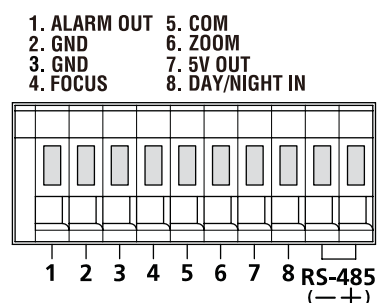 1. ALARM OUT 5. COM
2. GND 6. ZOOM
3. GND 7. 5V OUT
4. FOCUS 8. DAY/NIGHT IN
1 2 3 4 5 6 7 8 RS-485
(− +)